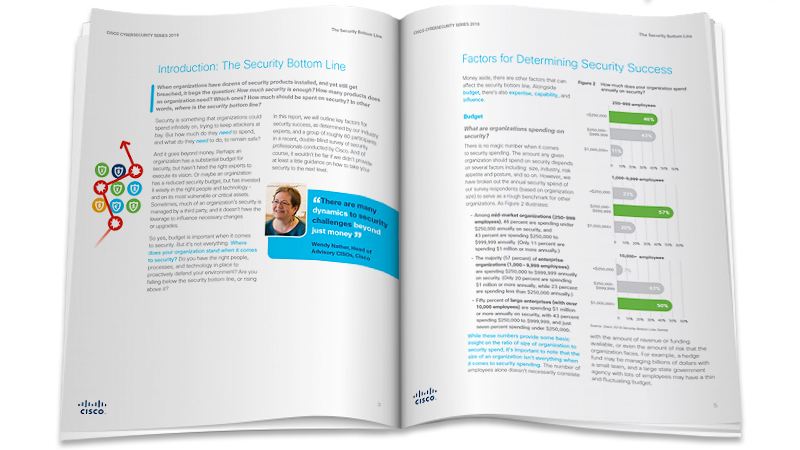 CISCO CYBERSECURITY SERIES 2019
The Security Bottom Line
Introduction: The Security Bottom Line
When organizations have dozens of security products installed, and yet still get
breached, it begs the question: How much security is enough? How many products does
an organization need? Which ones? How much should be spent on security? In other
words, where is the security bottom line?
Security is something that organizations could
spend infinitely on, trying to keep attackers at
bay. But how much do they need to spend,
and what do they need to do, to remain safe?
And it goes beyond money. Perhaps an
organization has a substantial budget for
security, but hasn't hired the right experts to
execute its vision. Or maybe an organization
has a reduced security budget, but has invested
it wisely in the right people and technology -
and on its most vulnerable or critical assets.
Sometimes, much of an organization's security is
managed by a third party, and it doesn't have the
leverage to influence necessary changes
or upgrades.
So yes, budget is important when it comes
to security. But it's not everything. Where
does your organization stand when it comes
to security? Do you have the right people,
processes, and technology in place to
proactively defend your environment? Are you
falling below the security bottom line, or rising
above it?
In this report, we will outline key factors for
security success, as determined by our industry
experts, and a group of roughly 80 participants
in a recent, double-blind survey of security
professionals conducted by Cisco. And of
course, it wouldn't be fair if we didn't provide
at least a little guidance on how to take your
security to the next level.
“There are many
dynamics to security
challenges beyond
just money”
Wendy Nather, Head of
Advisory CISOs, Cisco
CISCO
CISCO CYBERSECURITY SERIES 2019
The Security Bottom Line
Factors for Determining Security Success
Money aside, there are other factors that can
affect the security bottom line. Alongside
budget, there's also expertise, capability, and
influence.
Budget
What are organizations spending on
security?
There is no magic number when it comes
to security spending. The amount any given
organization should spend on security depends
on several factors including: size, industry, risk
appetite and posture, and so on. However, we
have broken out the annual security spend of
our survey respondents (based on organization
size) to serve as a rough benchmark for other
organizations. As Figure 2 illustrates:
• Among mid-market organizations (250-999
employees), 46 percent are spending under
$250,000 annually on security, and
43 percent are spending $250,000 to
$999,999 annually. (Only 11 percent are
spending $1 million or more annually.)
• The majority (57 percent) of enterprise
organizations (1,000 - 9,999 employees)
are spending $250,000 to $999,999 annually
on security. (Only 20 percent are spending
$1 million or more annually, while 23 percent
are spending less than $250,000 annually.)
• Fifty percent of large enterprises (with over
10,000 employees) are spending $1 million
or more annually on security, with 43 percent
spending $250,000 to $999,999, and just
seven percent spending under $250,000.
While these numbers provide some basic
insight on the ratio of size of organization to
security spend, it's important to note that the
size of an organization isn't everything when
it comes to security spending. The number of
employees alone doesn't necessarily correlate
Figure 2 How much does your organization spend
annually on security?
250-999 employees
<$250,000
46%
$250,000-
$999,999
43%
$1,000,000+
11%
0% 10% 20% 30% 40% 50% 60%
1,000-9,999 employees
<$250,000
23%
$250,000-
$999,999
57%
$1,000,000+
20%
0% 10% 20% 30% 40% 50% 60%
10,000+ employees
<$250,000
7%
$250,000-
$999,999
43%
$1,000,000+
50%
0% 10% 20% 30% 40% 50% 60%
with the amount of revenue or funding
available, or even the amount of risk that the
organization faces. For example, a hedge
fund may be managing billions of dollars with
a small team, and a large state government
agency with lots of employees may have a thin
and fluctuating budget.
CISCO
5